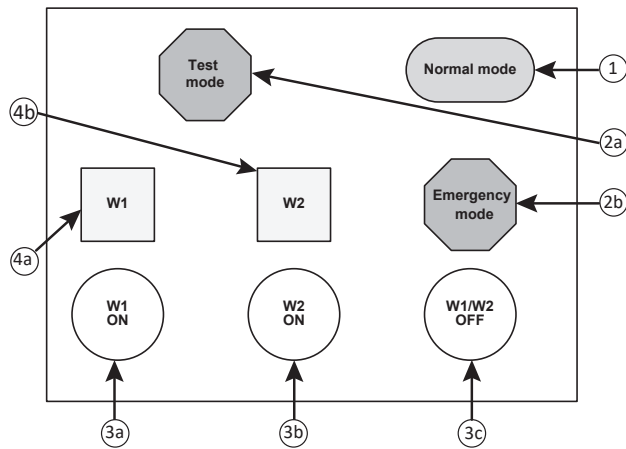 Test
mode
Normal mode
1
4b
2a
W1
W2
Emergency
mode
2b
4a
W1
ON
W2
ON
W1/W2
OFF
3a
3b
3c